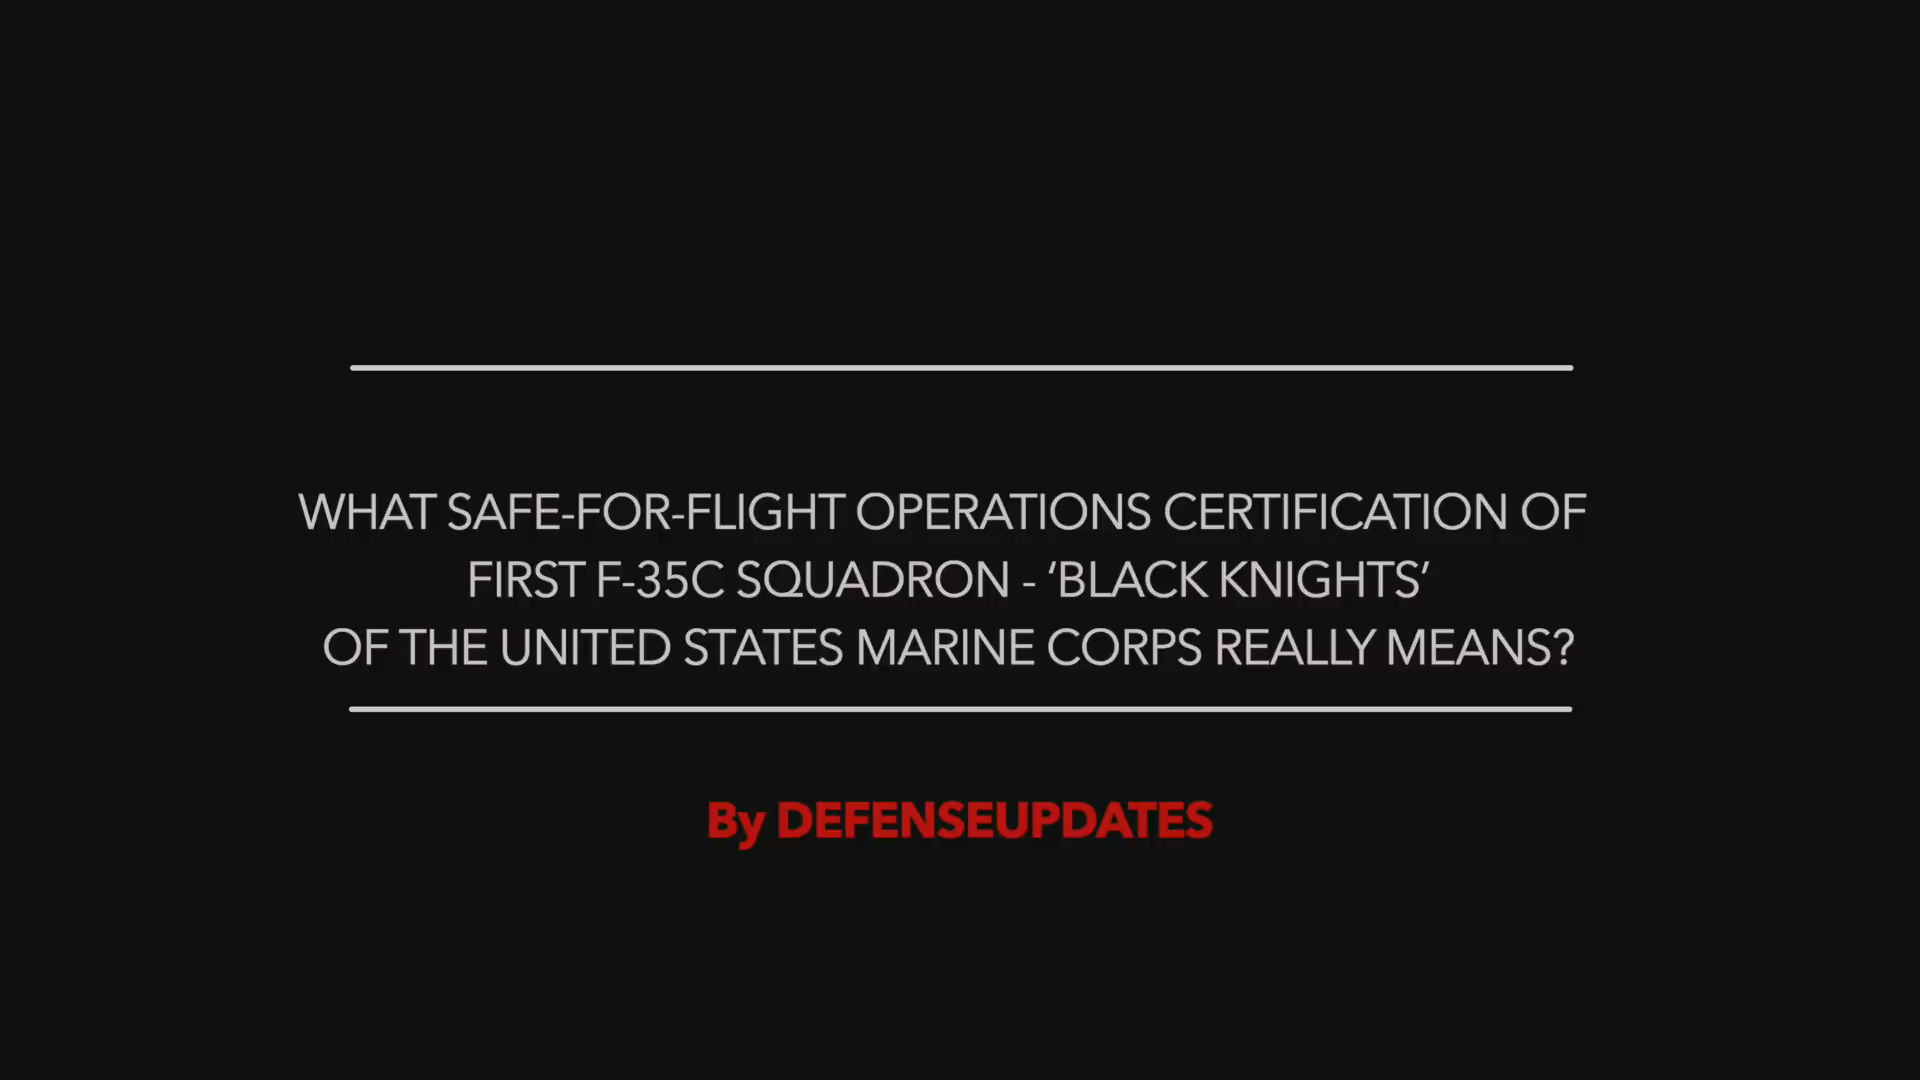 WHAT SAFE-FOR-FLIGHT OPERATIONS CERTIFICATION OF
FIRST F-35C SQUADRON - ‘BLACK KNIGHTS’
OF THE UNITED STATES MARINE CORPS REALLY MEANS?
By DEFENSEUPDATES